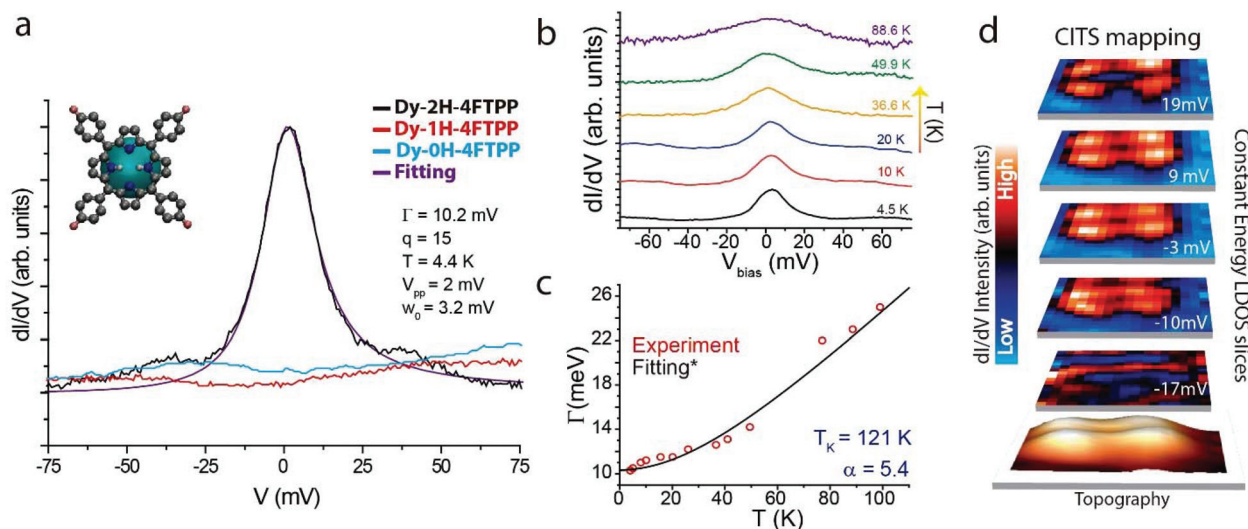 a
Dy-2H-4FTPP
Dy-1H-4FTPP
Dy-0H-4FTPP
Fitting
Γ = 10.2 mV
q = 15
T = 4.4 K
Vpp = 2 mV
w0 = 3.2 mV
dI/dV (arb. units)
-75 -50 -25 0 25 50 75
V (mV)
b
88.6 K
49.9 K
36.6 K
20 K
10 K
4.5 K
T (K)
dI/dV (arb. units)
-60 -40 -20 0 20 40 60
Vbias (mV)
c
26
22
18
14
10
Γ(meV)
Experiment
Fitting*
TK = 121 K
α = 5.4
0 20 40 60 80 100
T (K)
d
CITS mapping
19mV
9 mV
-3 mV
-10mV
-17mV
dI/dV Intensity (arb. units)
High
Low
Constant Energy LDOS slices
Topography